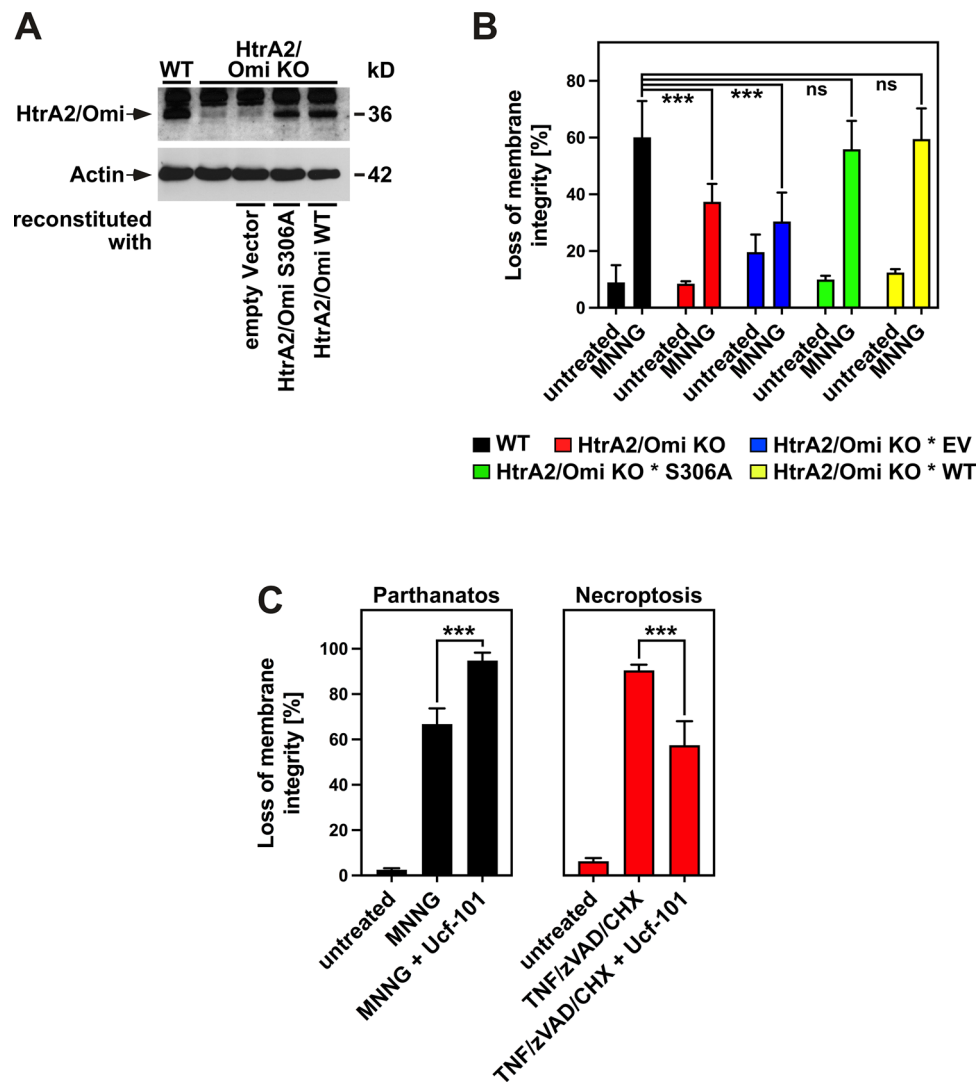 A
HtrA2/
WT Omi KO kD
HtrA2/Omi 36
Actin 42
reconstituted
with
empty Vector
HtrA2/Omi S306A
HtrA2/Omi WT
B
Loss of membrane
integrity [%]
80
60
40
20
0
*** *** ns ns
untreated MNNG untreated MNNG untreated MNNG untreated MNNG untreated MNNG
WT HtrA2/Omi KO HtrA2/Omi KO * EV
HtrA2/Omi KO * S306A HtrA2/Omi KO * WT
C
Parthanatos Necroptosis
Loss of membrane
integrity [%]
100
80
60
40
20
0
*** ***
untreated
MNNG
MNNG + Ucf-101
untreated
TNF/zVAD/CHX
TNF/zVAD/CHX + Ucf-101